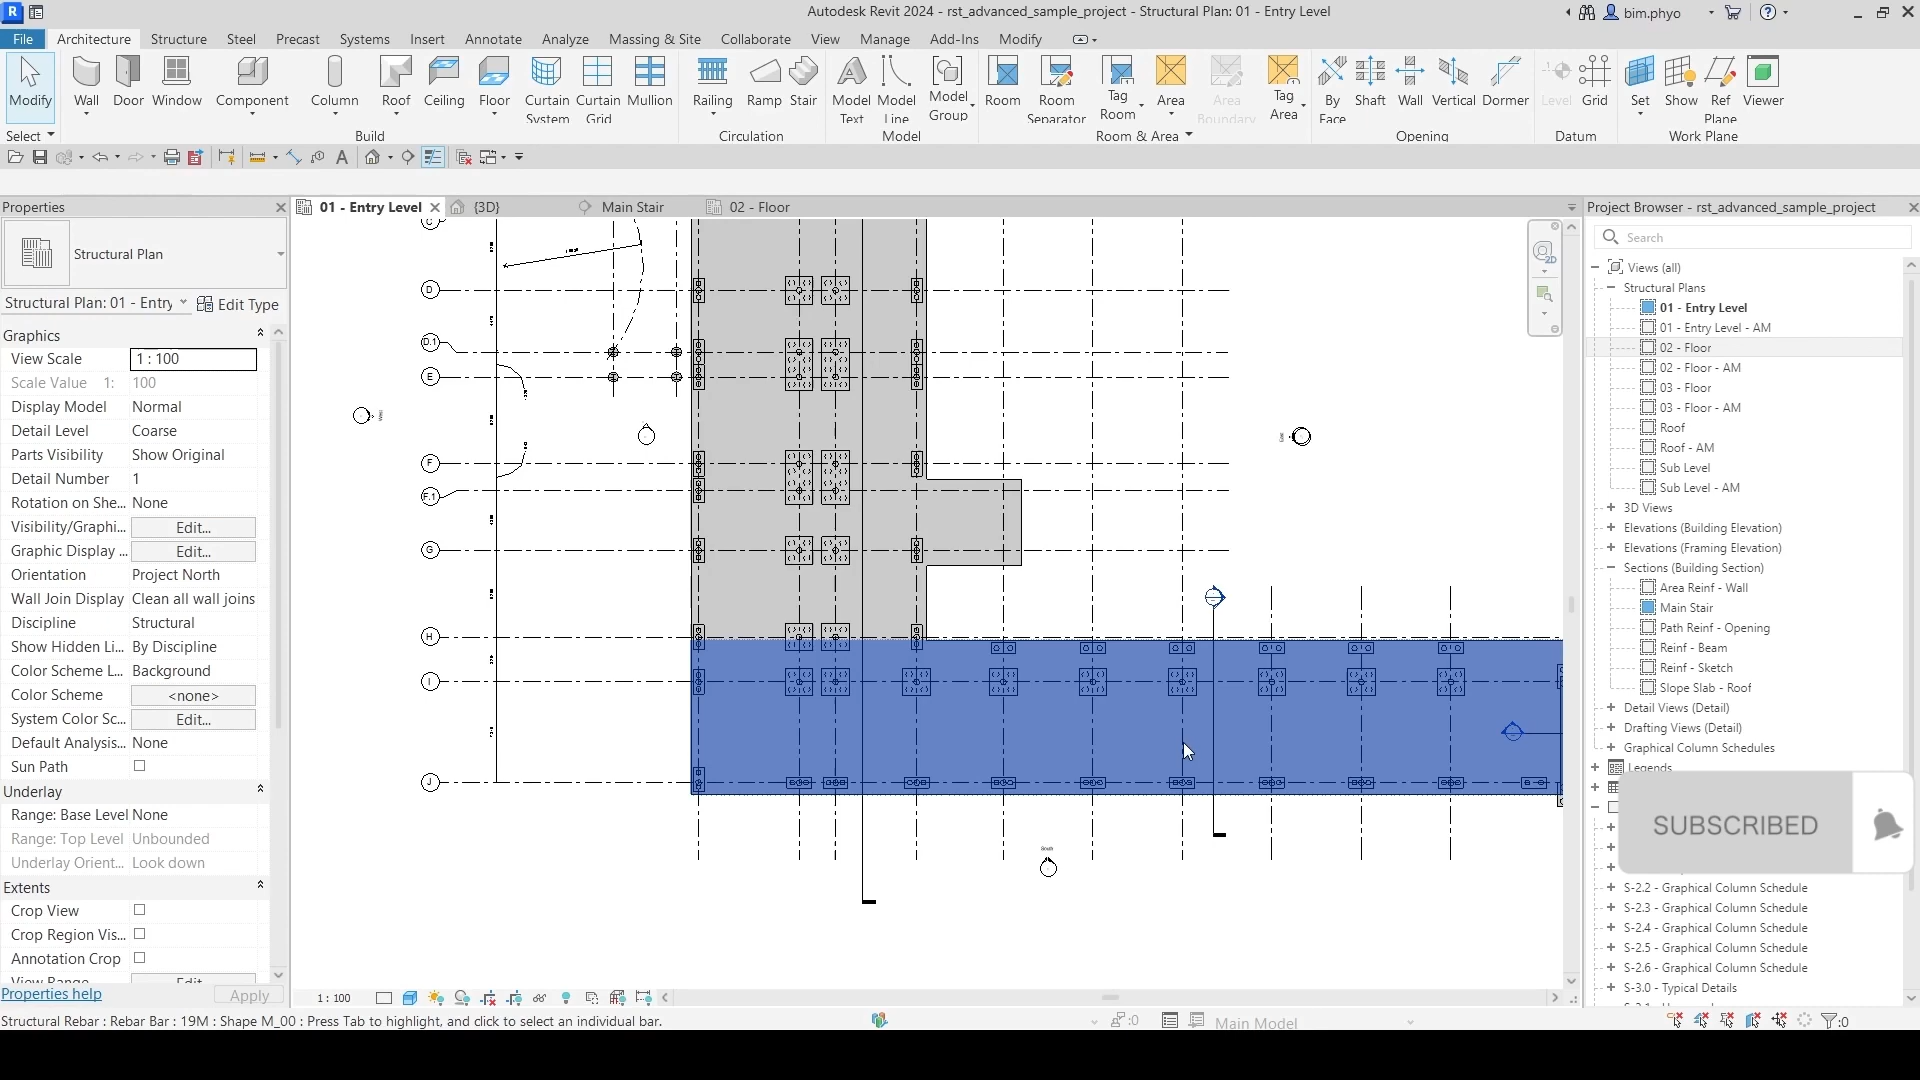 Autodesk Revit 2024 - rst_advanced_sample_project - Structural Plan: 01 - Entry Level
bim.phyo
File Architecture Structure Steel Precast Systems Insert Annotate Analyze Massing & Site Collaborate View Manage Add-Ins Modify
Modify Wall Door Window Component Column Roof Ceiling Floor Curtain System Curtain Grid Mullion Railing Ramp Stair Model Text Model Line Model Group Room Room Separator Tag Room Area Area Boundary Tag Area By Face Shaft Wall Vertical Dormer Level Grid Set Show Ref Plane Viewer
Select Build Circulation Model Room & Area Opening Datum Work Plane
Properties
01 - Entry Level {3D} Main Stair 02 - Floor
Project Browser - rst_advanced_sample_project
Structural Plan
Structural Plan: 01 - Entry
Edit Type
Graphics
View Scale 1 : 100
Scale Value 1: 100
Display Model Normal
Detail Level Coarse
Parts Visibility Show Original
Detail Number 1
Rotation on She... None
Visibility/Graphi... Edit...
Graphic Display ... Edit...
Orientation Project North
Wall Join Display Clean all wall joins
Discipline Structural
Show Hidden Li... By Discipline
Color Scheme L... Background
Color Scheme <none>
System Color Sc... Edit...
Default Analysis... None
Sun Path
Underlay
Range: Base Level None
Range: Top Level Unbounded
Underlay Orient... Look down
Extents
Crop View
Crop Region Vis...
Annotation Crop
View Range Edit...
Properties help
Apply
C
D
D.1
E
F
F.1
G
H
I
J
West
East
South
2D
Search
Views (all)
Structural Plans
01 - Entry Level
01 - Entry Level - AM
02 - Floor
02 - Floor - AM
03 - Floor
03 - Floor - AM
Roof
Roof - AM
Sub Level
Sub Level - AM
3D Views
Elevations (Building Elevation)
Elevations (Framing Elevation)
Sections (Building Section)
Area Reinf - Wall
Main Stair
Path Reinf - Opening
Reinf - Beam
Reinf - Sketch
Slope Slab - Roof
Detail Views (Detail)
Drafting Views (Detail)
Graphical Column Schedules
Legends
SUBSCRIBED
S-2.2 - Graphical Column Schedule
S-2.3 - Graphical Column Schedule
S-2.4 - Graphical Column Schedule
S-2.5 - Graphical Column Schedule
S-2.6 - Graphical Column Schedule
S-3.0 - Typical Details
1 : 100
Structural Rebar : Rebar Bar : 19M : Shape M_00 : Press Tab to highlight, and click to select an individual bar.
:0
Main Model
:0